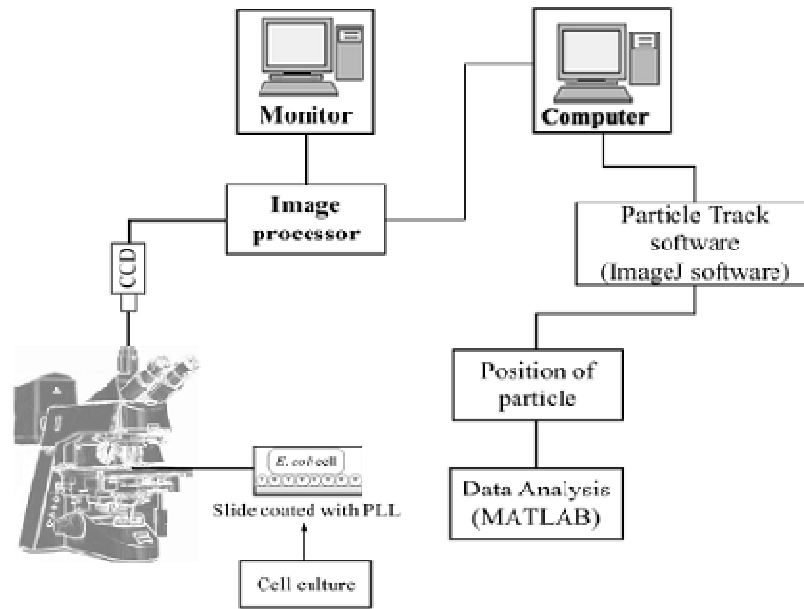 Monitor
Computer
Image
processor
Particle Track
software
(ImageJ software)
CCD
Position of
particle
E. coli cell
Slide coated with PLL
Data Analysis
(MATLAB)
Cell culture